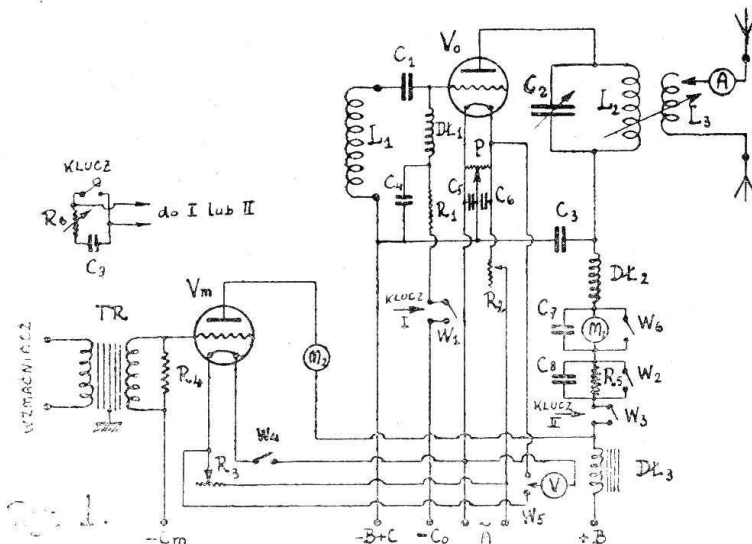 V₀
C₁
C₂
L₂
A
L₃
L₁
DŁ1
P
C₄
R₁
C₅
C₆
C₃
KLUCZ
R₆
do I lub II
C₉
R₂
DŁ2
TR
Vm
KLUCZ
I
W₁
C₇
M₁
W₆
M₂
WZMACNIACZ
R₄
C₈
R₅
W₂
KLUCZ
II
W₃
W₄
R₃
V
DŁ3
W₅
Rys 1.
-Cm
-B+C
-C₀
Ã
+B